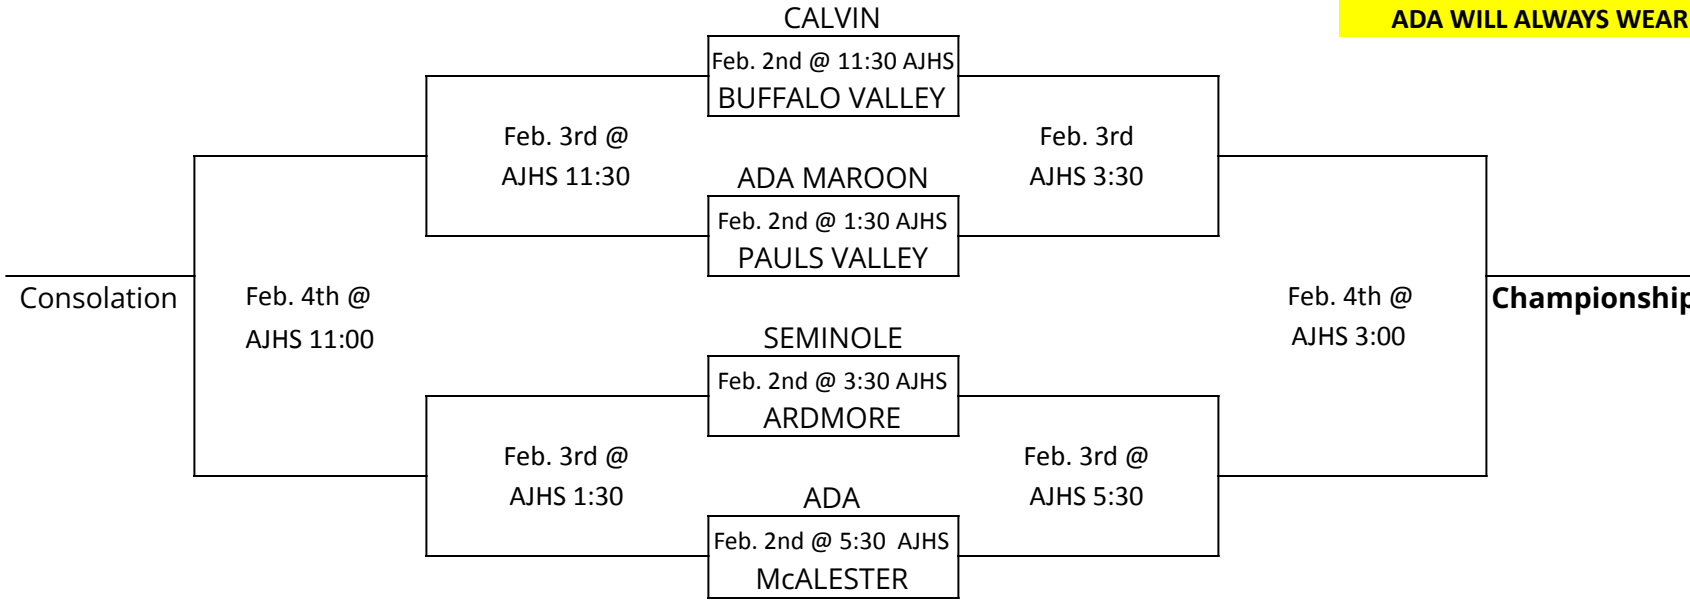 CALVIN
ADA WILL ALWAYS WEAR
Feb. 2nd @ 11:30 AJHS
BUFFALO VALLEY
Feb. 3rd @
AJHS 11:30
Feb. 3rd
AJHS 3:30
ADA MAROON
Feb. 2nd @ 1:30 AJHS
PAULS VALLEY
Consolation
Feb. 4th @
AJHS 11:00
Feb. 4th @
AJHS 3:00
Championship
SEMINOLE
Feb. 2nd @ 3:30 AJHS
ARDMORE
Feb. 3rd @
AJHS 1:30
Feb. 3rd @
AJHS 5:30
ADA
Feb. 2nd @ 5:30 AJHS
McALESTER